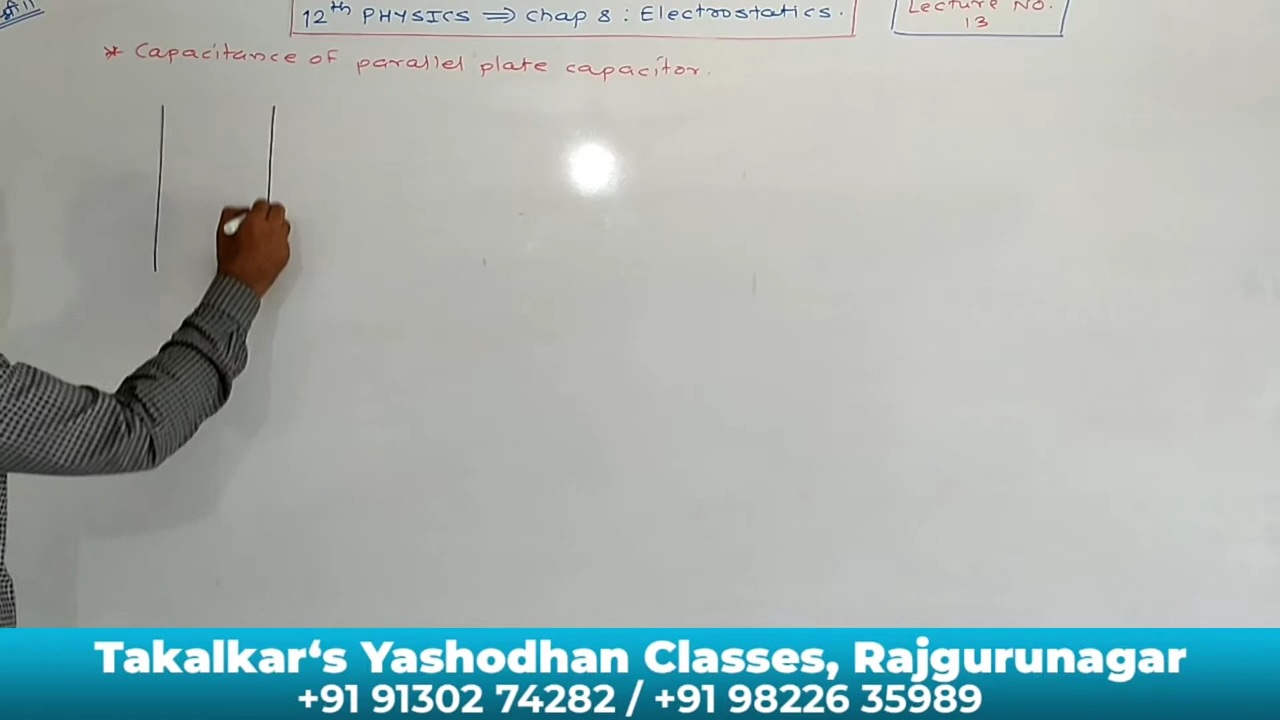 12th PHYSICS ⇒ Chap 8 : Electrostatics.
Lecture No.
13
* Capacitance of parallel plate capacitor.
Takalkar‘s Yashodhan Classes, Rajgurunagar
+91 91302 74282 / +91 98226 35989